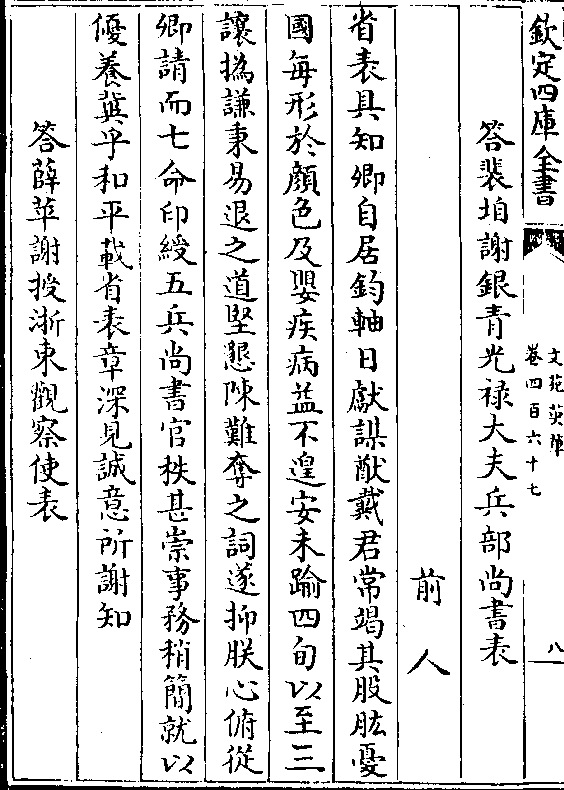 欽定四庫全書
文苑英華
卷四百六十七
八
答裴垍謝銀青光禄大夫兵部尚書表
前人
省表具知卿自居鈞軸日獻謀猷戴君常竭其股肱憂
國每形於顔色及嬰疾病益不遑安未踰四旬以至三
讓撝謙秉易退之道堅懇陳難奪之詞遂抑朕心俯從
卿請而七命印綬五兵尚書官秩甚崇事務稍簡就以
優養兾乎和平載省表章深見誠意所謝知
答薛苹謝授浙東觀察使表